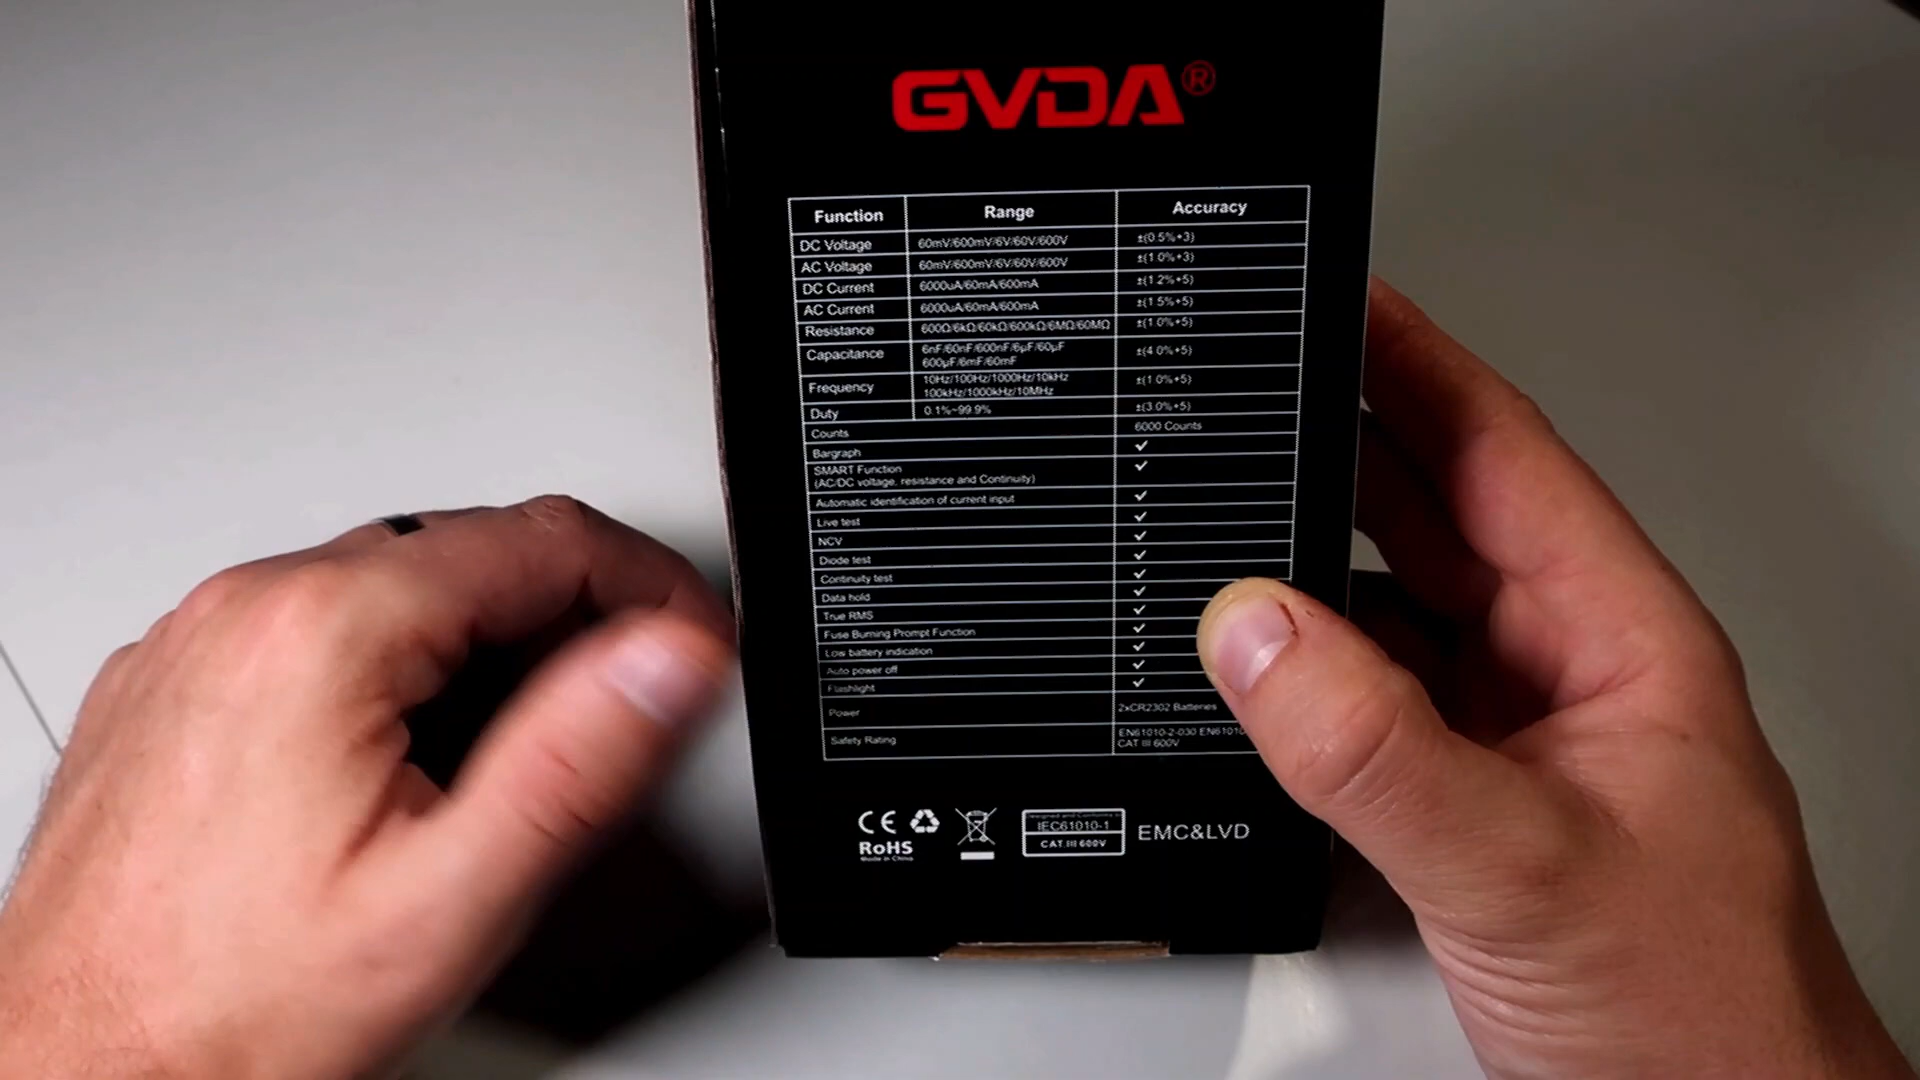 GVDA®
Function Range Accuracy
DC Voltage 60mV/600mV/6V/60V/600V ±(0.5%+3)
AC Voltage 60mV/600mV/6V/60V/600V ±(1.0%+3)
DC Current 6000uA/60mA/600mA ±(1.2%+5)
AC Current 6000uA/60mA/600mA ±(1.5%+5)
Resistance 600Ω/6kΩ/60kΩ/600kΩ/6MΩ/60MΩ ±(1.0%+5)
Capacitance 6nF/60nF/600nF/6μF/60μF
600μF/6mF/60mF ±(4.0%+5)
Frequency 10Hz/100Hz/1000Hz/10kHz
100kHz/1000kHz/10MHz ±(1.0%+5)
Duty 0.1%~99.9% ±(3.0%+5)
Counts 6000 Counts
Bargraph ✓
SMART Function
(AC/DC voltage, resistance and Continuity) ✓
Automatic identification of current input ✓
Live test ✓
NCV ✓
Diode test ✓
Continuity test ✓
Data hold ✓
True RMS ✓
Fuse Burning Prompt Function ✓
Low battery indication ✓
Auto power off ✓
Flashlight ✓
Power 2xCR2302 Batteries
Safety Rating EN61010-2-030 EN61010-
CAT III 600V
CE
RoHS
Made in China
Designed and Conforms to
IEC61010-1
CAT.III 600V
EMC&LVD